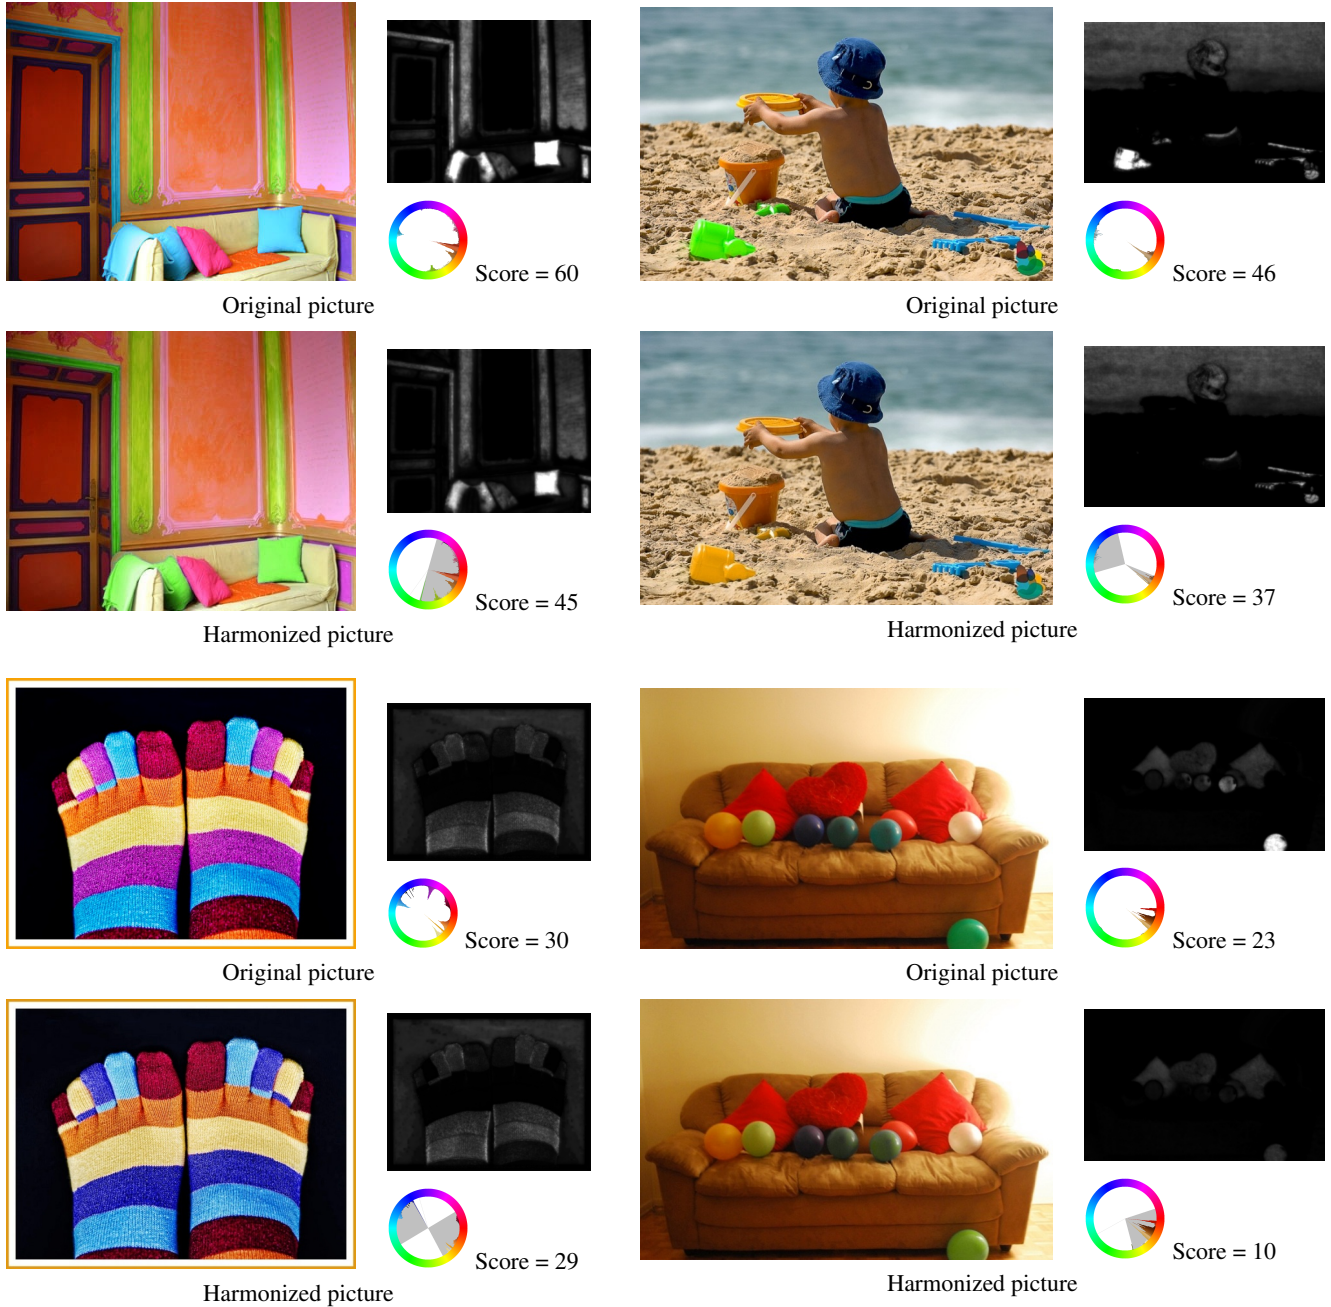 Score = 60
Original picture
Score = 46
Original picture
Score = 45
Harmonized picture
Score = 37
Harmonized picture
Score = 30
Original picture
Score = 23
Original picture
Score = 29
Harmonized picture
Score = 10
Harmonized picture